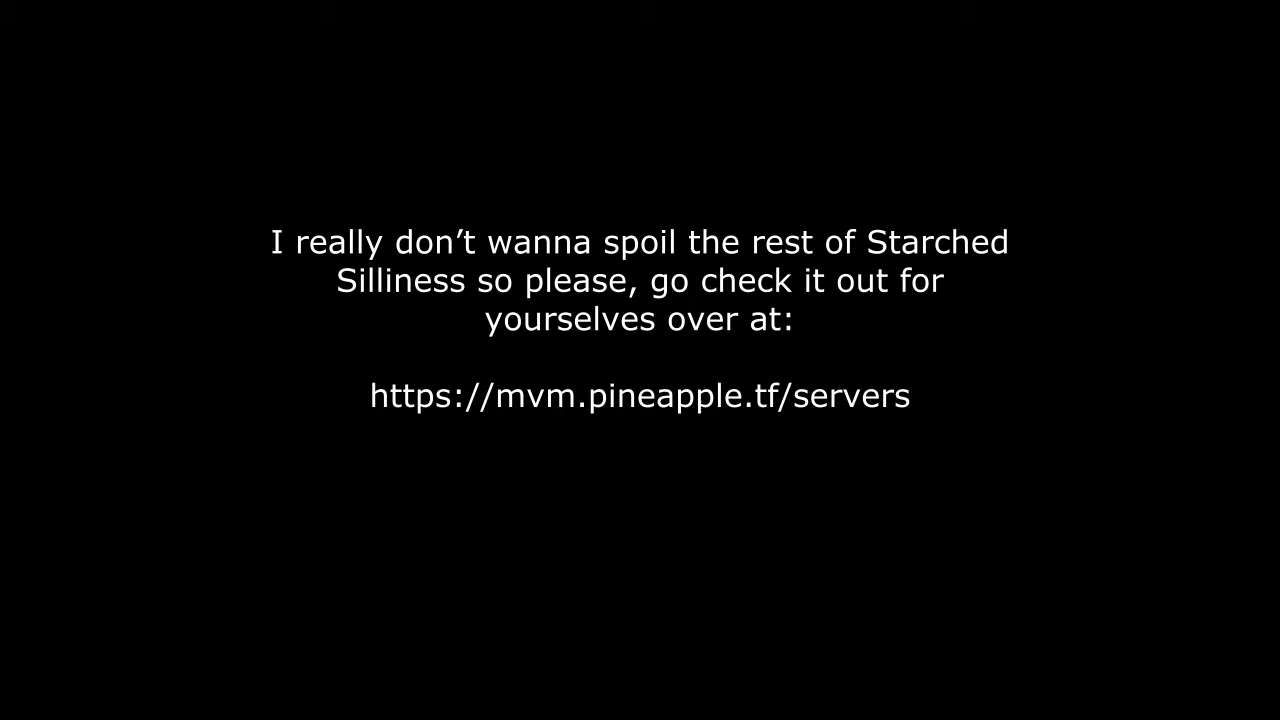 I really don’t wanna spoil the rest of Starched
Silliness so please, go check it out for
yourselves over at:
https://mvm.pineapple.tf/servers